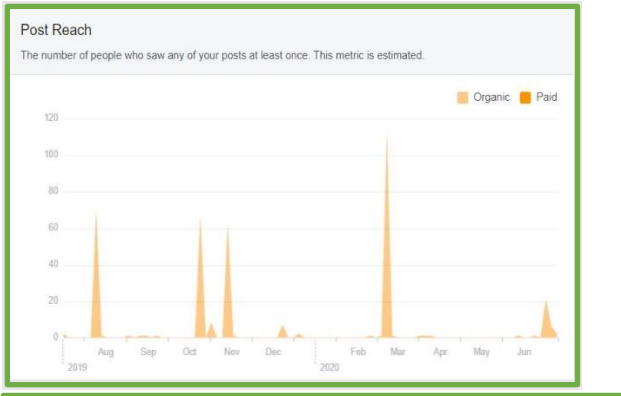 Post Reach
The number of people who saw any of your posts at least once. This metric is estimated.
Organic Paid
120
100
80
60
40
20
0
Aug Sep Oct Nov Dec Feb Mar Apr May Jun
2019 2020